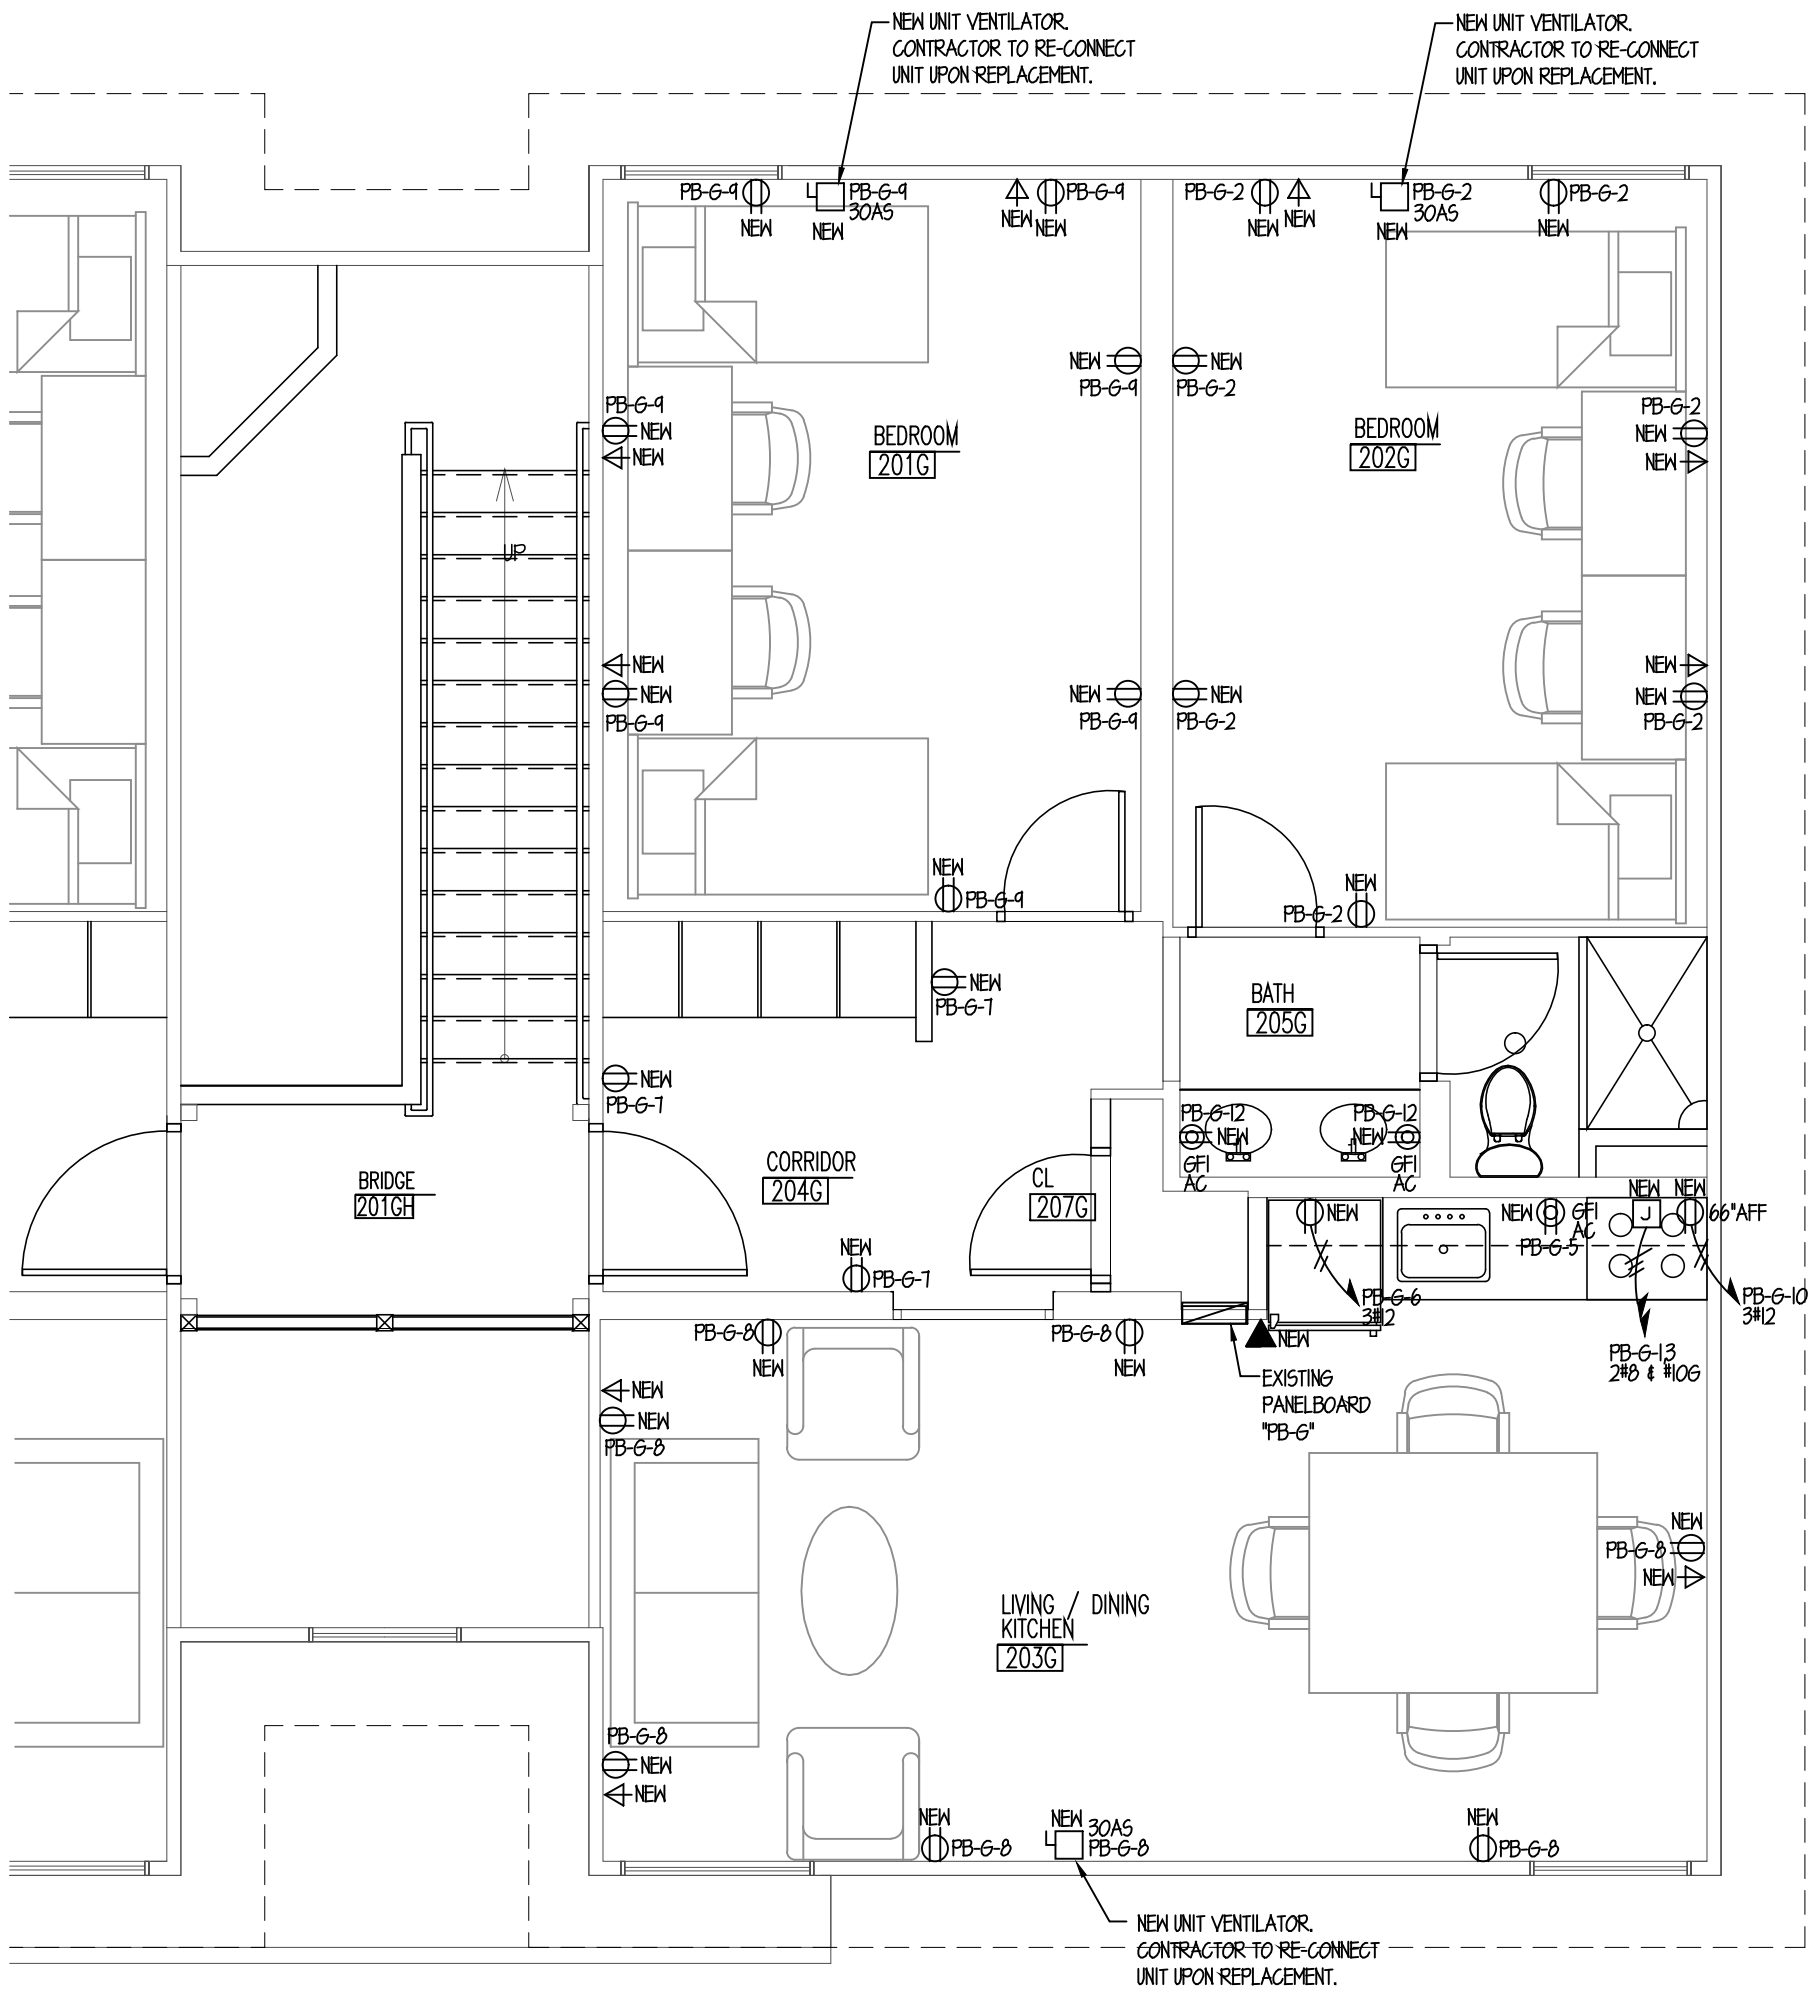 NEW UNIT VENTILATOR.
CONTRACTOR TO RE-CONNECT
UNIT UPON REPLACEMENT.
NEW UNIT VENTILATOR.
CONTRACTOR TO RE-CONNECT
UNIT UPON REPLACEMENT.
PB-G-9
NEW
PB-G-9
30AS
NEW
NEW
PB-G-9
NEW
PB-G-2
NEW
NEW
PB-G-2
30AS
NEW
PB-G-2
NEW
NEW
PB-G-9
NEW
PB-G-2
PB-G-9
NEW
NEW
BEDROOM
201G
BEDROOM
202G
PB-G-2
NEW
NEW
UP
NEW
NEW
PB-G-9
NEW
PB-G-9
NEW
PB-G-2
NEW
NEW
PB-G-2
NEW
PB-G-9
NEW
PB-G-2
NEW
PB-G-7
BATH
205G
NEW
PB-G-7
PB-G-12
NEW
GFI
AC
PB-G-12
NEW
GFI
AC
BRIDGE
201GH
CORRIDOR
204G
CL
207G
NEW
PB-G-7
NEW
PB-G-6
3#12
NEW
GFI
AC
PB-G-5
NEW
J
PB-G-13
2#8 & #10G
NEW
66"AFF
PB-G-10
3#12
PB-G-8
NEW
PB-G-8
NEW
NEW
EXISTING
PANELBOARD
"PB-G"
NEW
NEW
PB-G-8
NEW
PB-G-8
NEW
LIVING / DINING
KITCHEN
203G
PB-G-8
NEW
NEW
NEW
PB-G-8
NEW
30AS
PB-G-8
NEW
PB-G-8
NEW UNIT VENTILATOR.
CONTRACTOR TO RE-CONNECT
UNIT UPON REPLACEMENT.